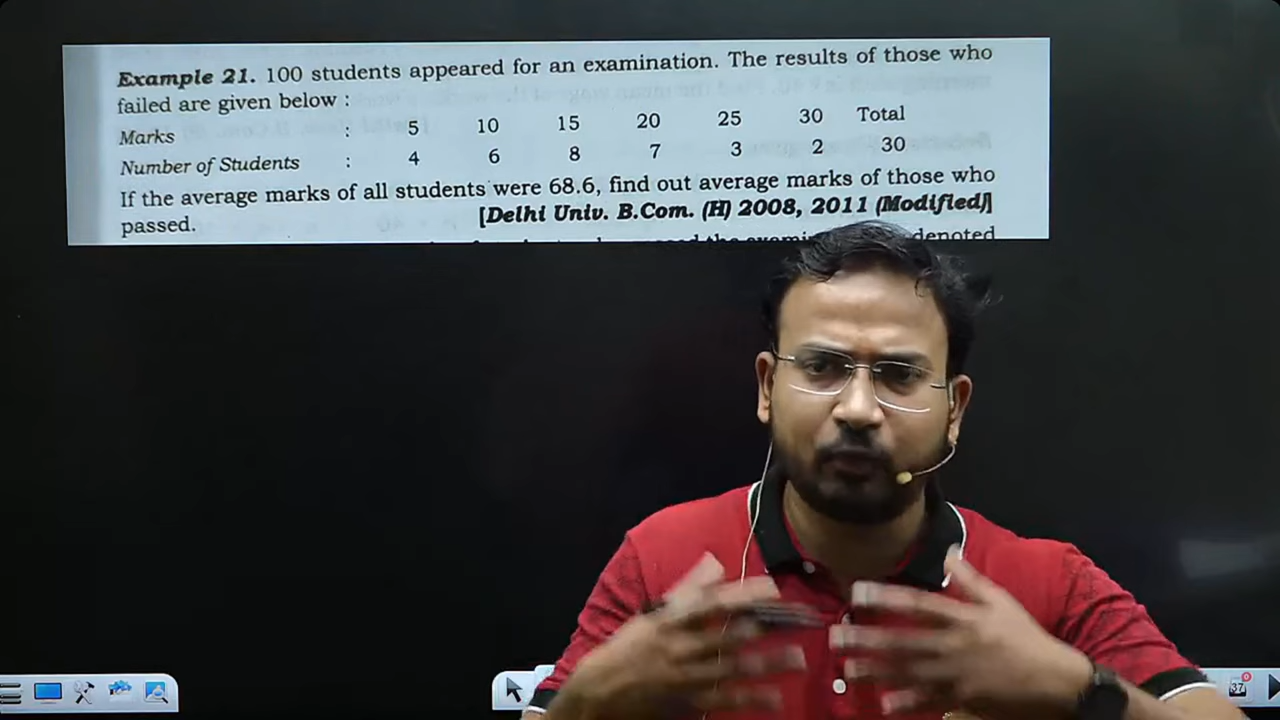 Example 21. 100 students appeared for an examination. The results of those who
failed are given below :
Marks : 5 10 15 20 25 30 Total
Number of Students : 4 6 8 7 3 2 30
If the average marks of all students were 68.6, find out average marks of those who
passed. [Delhi Univ. B.Com. (H) 2008, 2011 (Modified)]
denoted
37